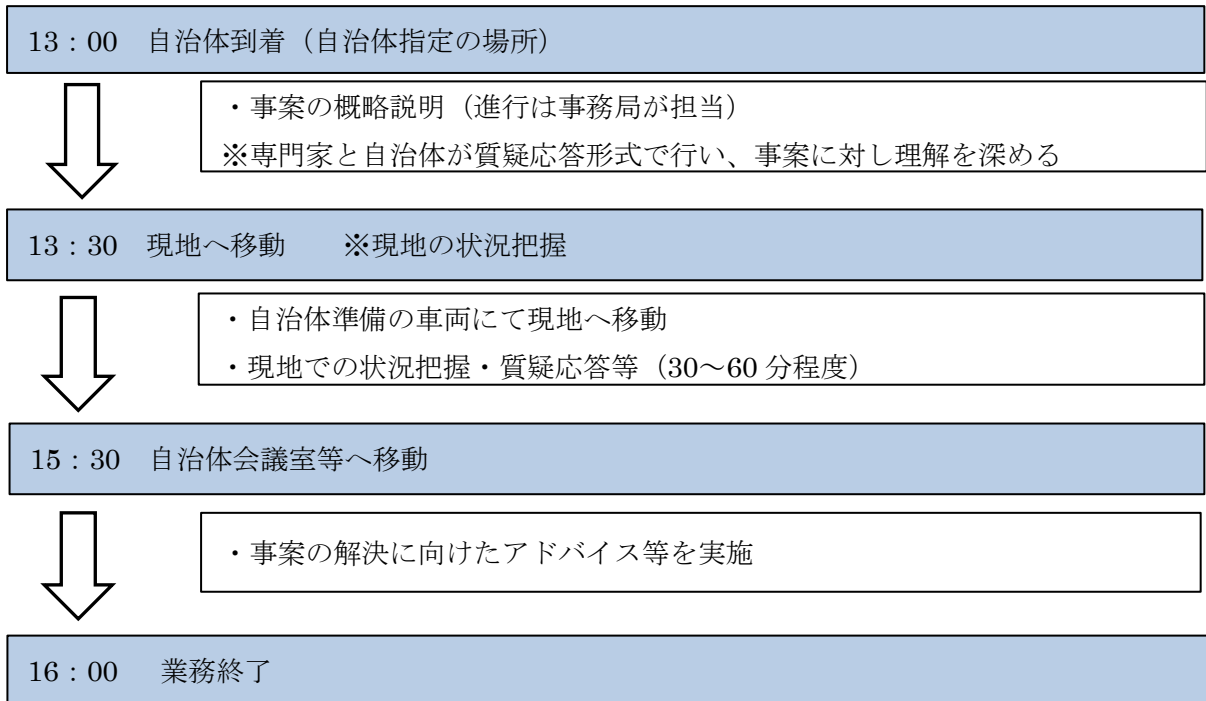 13：00　自治体到着（自治体指定の場所）
・事案の概略説明（進行は事務局が担当）
※専門家と自治体が質疑応答形式で行い、事案に対し理解を深める
13：30　現地へ移動　　※現地の状況把握
・自治体準備の車両にて現地へ移動
・現地での状況把握・質疑応答等（30～60 分程度）
15：30　自治体会議室等へ移動
・事案の解決に向けたアドバイス等を実施
16：00　 業務終了